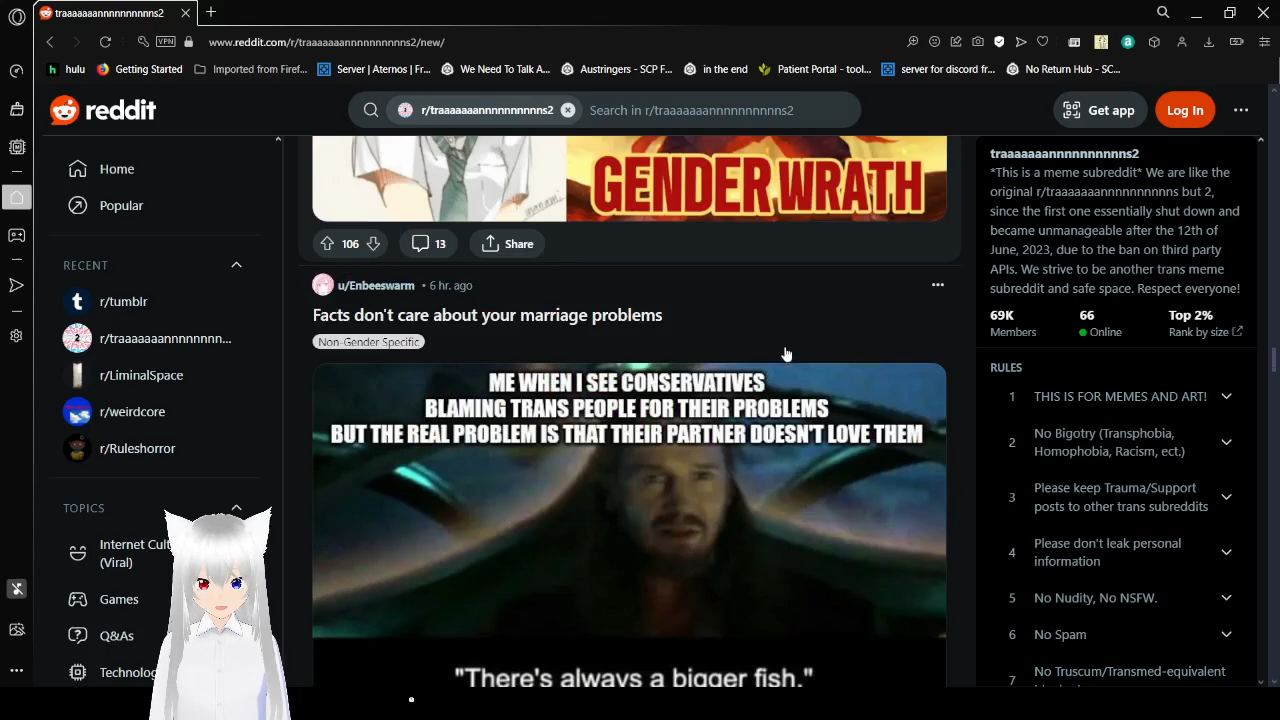 traaaaaaannnnnnnnnns2
VPN
www.reddit.com/r/traaaaaaannnnnnnnnns2/new/
hulu
Getting Started
Imported from Firef...
Server | Aternos | Fr...
We Need To Talk A...
Austringers - SCP F...
in the end
Patient Portal - tool...
server for discord fr...
No Return Hub - SC...
reddit
r/traaaaaaannnnnnnnnns2
Search in r/traaaaaaannnnnnnnnns2
Get app
Log In
Home
Popular
RECENT
r/tumblr
r/traaaaaaannnnnnnn...
r/LiminalSpace
r/weirdcore
r/Ruleshorror
TOPICS
Internet Cult
(Viral)
Games
Q&As
Technolog
GENDER WRATH
106
13
Share
u/Enbeeswarm • 6 hr. ago
Facts don't care about your marriage problems
Non-Gender Specific
ME WHEN I SEE CONSERVATIVES
BLAMING TRANS PEOPLE FOR THEIR PROBLEMS
BUT THE REAL PROBLEM IS THAT THEIR PARTNER DOESN'T LOVE THEM
"There's always a bigger fish."
traaaaaaannnnnnnnnns2
*This is a meme subreddit* We are like the
original r/traaaaaaannnnnnnnnns but 2,
since the first one essentially shut down and
became unmanageable after the 12th of
June, 2023, due to the ban on third party
APIs. We strive to be another trans meme
subreddit and safe space. Respect everyone!
69K
Members
66
Online
Top 2%
Rank by size
RULES
1 THIS IS FOR MEMES AND ART!
2 No Bigotry (Transphobia,
Homophobia, Racism, ect.)
3 Please keep Trauma/Support
posts to other trans subreddits
4 Please don't leak personal
information
5 No Nudity, No NSFW.
6 No Spam
7 No Truscum/Transmed-equivalent